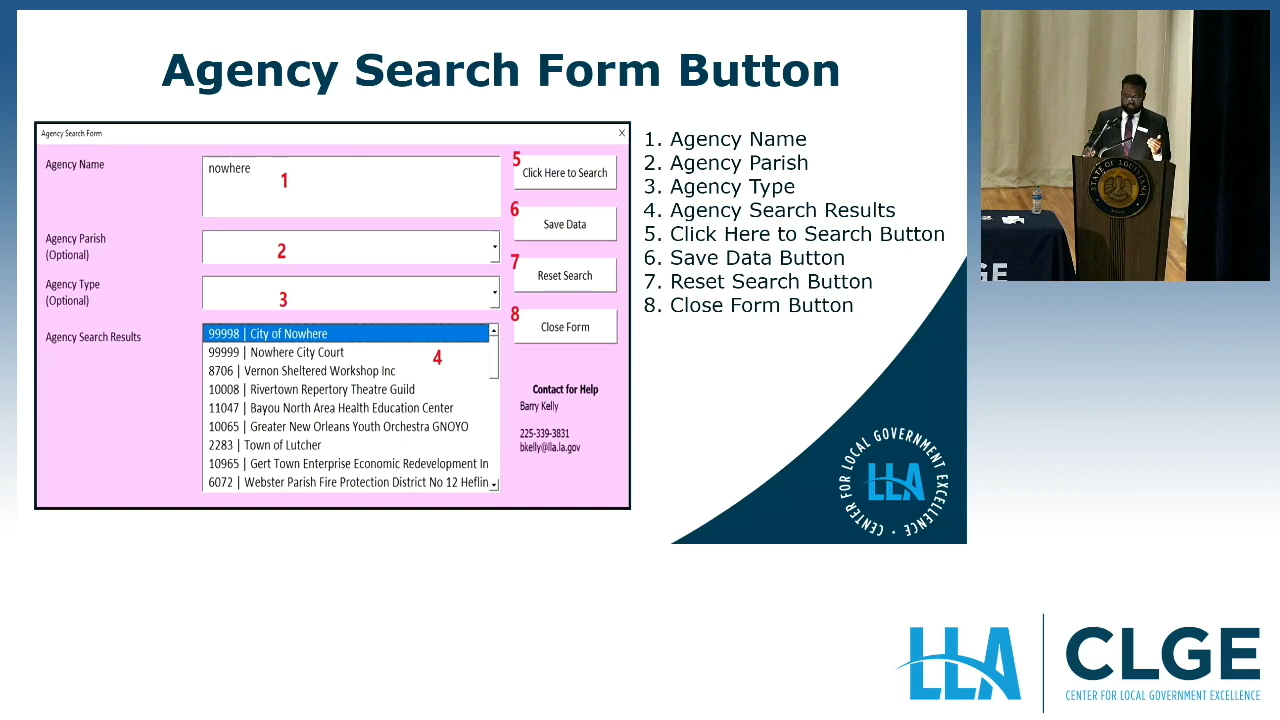 Agency Search Form Button
Agency Search Form
X
Agency Name
nowhere
1
5
Click Here to Search
6
Save Data
Agency Parish
(Optional)
2
7
Reset Search
Agency Type
(Optional)
3
8
Close Form
Agency Search Results
99998 | City of Nowhere
99999 | Nowhere City Court
4
8706 | Vernon Sheltered Workshop Inc
10008 | Rivertown Repertory Theatre Guild
11047 | Bayou North Area Health Education Center
10065 | Greater New Orleans Youth Orchestra GNOYO
2283 | Town of Lutcher
10965 | Gert Town Enterprise Economic Redevelopment In
6072 | Webster Parish Fire Protection District No 12 Heflin
Contact for Help
Barry Kelly
225-339-3831
bkelly@lla.la.gov
1. Agency Name
2. Agency Parish
3. Agency Type
4. Agency Search Results
5. Click Here to Search Button
6. Save Data Button
7. Reset Search Button
8. Close Form Button
CENTER FOR LOCAL GOVERNMENT EXCELLENCE
LLA
STATE OF LOUISIANA
GE
LLA
CLGE
CENTER FOR LOCAL GOVERNMENT EXCELLENCE